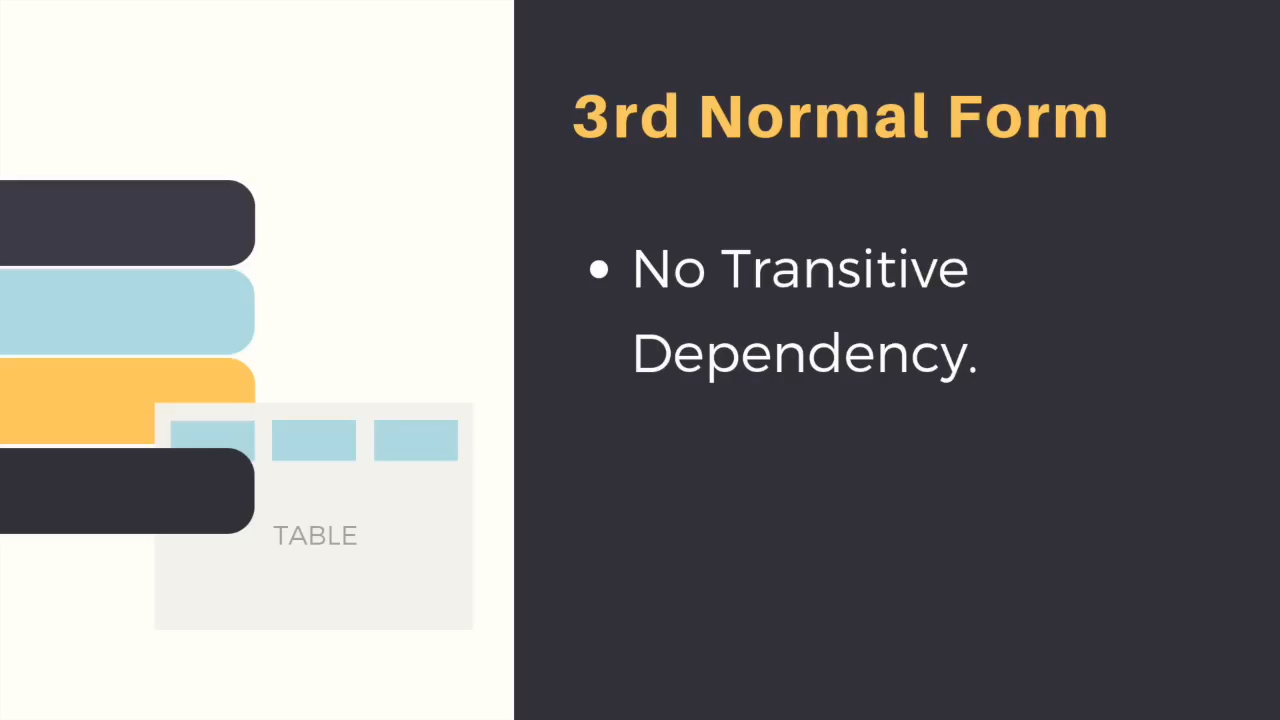 3rd Normal Form
• No Transitive
Dependency.
TABLE